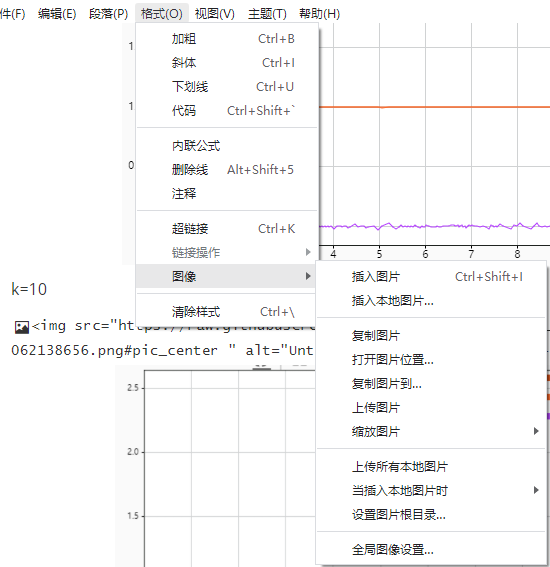 件(F) 编辑(E) 段落(P) 格式(O) 视图(V) 主题(T) 帮助(H)
加粗 Ctrl+B
斜体 Ctrl+I
下划线 Ctrl+U
代码 Ctrl+Shift+`
内联公式
删除线 Alt+Shift+5
注释
超链接 Ctrl+K
链接操作
图像
清除样式 Ctrl+\
插入图片 Ctrl+Shift+I
插入本地图片...
复制图片
打开图片位置...
复制图片到...
上传图片
缩放图片
上传所有本地图片
当插入本地图片时
设置图片根目录...
全局图像设置...
1
1
0
4 5 6 7 8
k=10
<img src="https://
062138656.png#pic_center " alt="Unt
2.5
2.0
1.5